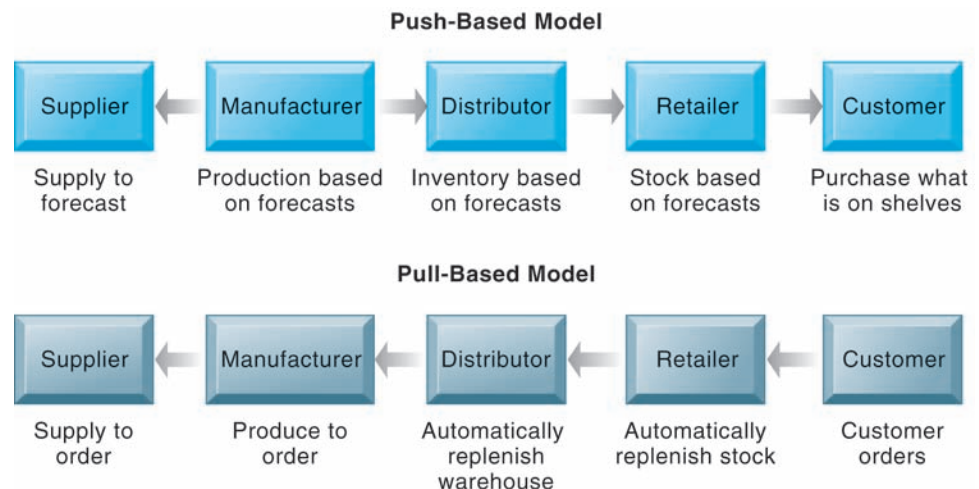 Push-Based Model
Supplier
Manufacturer
Distributor
Retailer
Customer
Supply to
forecast
Production based
on forecasts
Inventory based
on forecasts
Stock based
on forecasts
Purchase what
is on shelves
Pull-Based Model
Supplier
Manufacturer
Distributor
Retailer
Customer
Supply to
order
Produce to
order
Automatically
replenish
warehouse
Automatically
replenish stock
Customer
orders